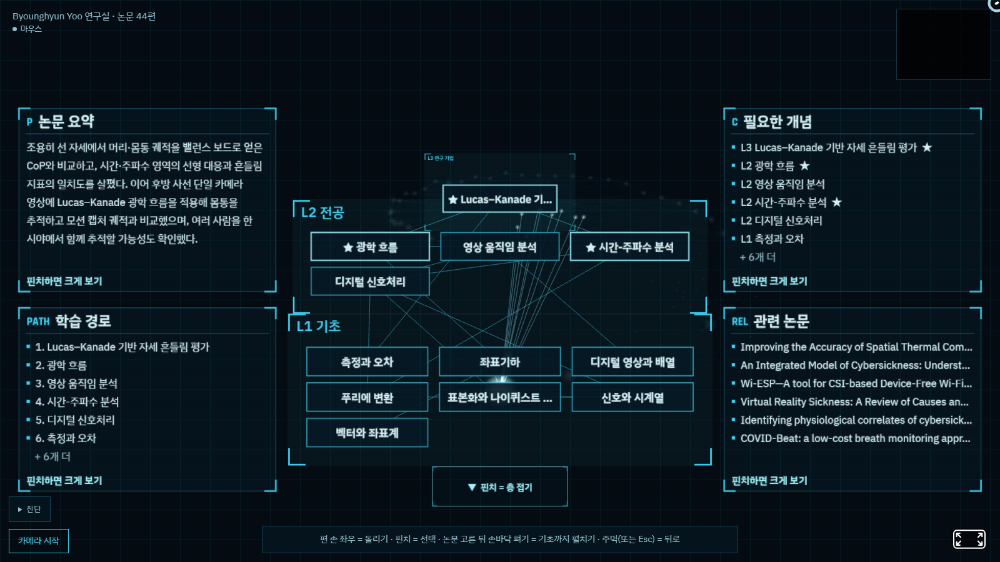 Byounghyun Yoo 연구실 · 논문 44편
마우스
P 논문 요약
조용히 선 자세에서 머리·몸통 궤적을 밸런스 보드로 얻은
CoP와 비교하고, 시간·주파수 영역의 선형 대응과 흔들림
지표의 일치도를 살폈다. 이어 후방 사선 단일 카메라
영상에 Lucas–Kanade 광학 흐름을 적용해 몸통을
추적하고 모션 캡처 궤적과 비교했으며, 여러 사람을 한
시야에서 함께 추적할 가능성도 확인했다.
핀치하면 크게 보기
PATH 학습 경로
1. Lucas–Kanade 기반 자세 흔들림 평가
2. 광학 흐름
3. 영상 움직임 분석
4. 시간-주파수 분석
5. 디지털 신호처리
6. 측정과 오차
+ 6개 더
핀치하면 크게 보기
L3 연구 기법
★ Lucas–Kanade 기...
L2 전공
★ 광학 흐름
영상 움직임 분석
★ 시간-주파수 분석
디지털 신호처리
L1 기초
측정과 오차
좌표기하
디지털 영상과 배열
푸리에 변환
표본화와 나이퀴스트 ...
신호와 시계열
벡터와 좌표계
▼ 핀치 = 층 접기
C 필요한 개념
L3 Lucas–Kanade 기반 자세 흔들림 평가 ★
L2 광학 흐름 ★
L2 영상 움직임 분석
L2 시간-주파수 분석 ★
L2 디지털 신호처리
L1 측정과 오차
+ 6개 더
핀치하면 크게 보기
REL 관련 논문
Improving the Accuracy of Spatial Thermal Com...
An Integrated Model of Cybersickness: Underst...
Wi-ESP—A tool for CSI-based Device-Free Wi-Fi...
Virtual Reality Sickness: A Review of Causes an...
Identifying physiological correlates of cybersick...
COVID-Beat: a low-cost breath monitoring appr...
핀치하면 크게 보기
▶ 진단
카메라 시작
편 손 좌우 = 돌리기 · 핀치 = 선택 · 논문 고른 뒤 손바닥 펴기 = 기초까지 펼치기 · 주먹(또는 Esc) = 뒤로